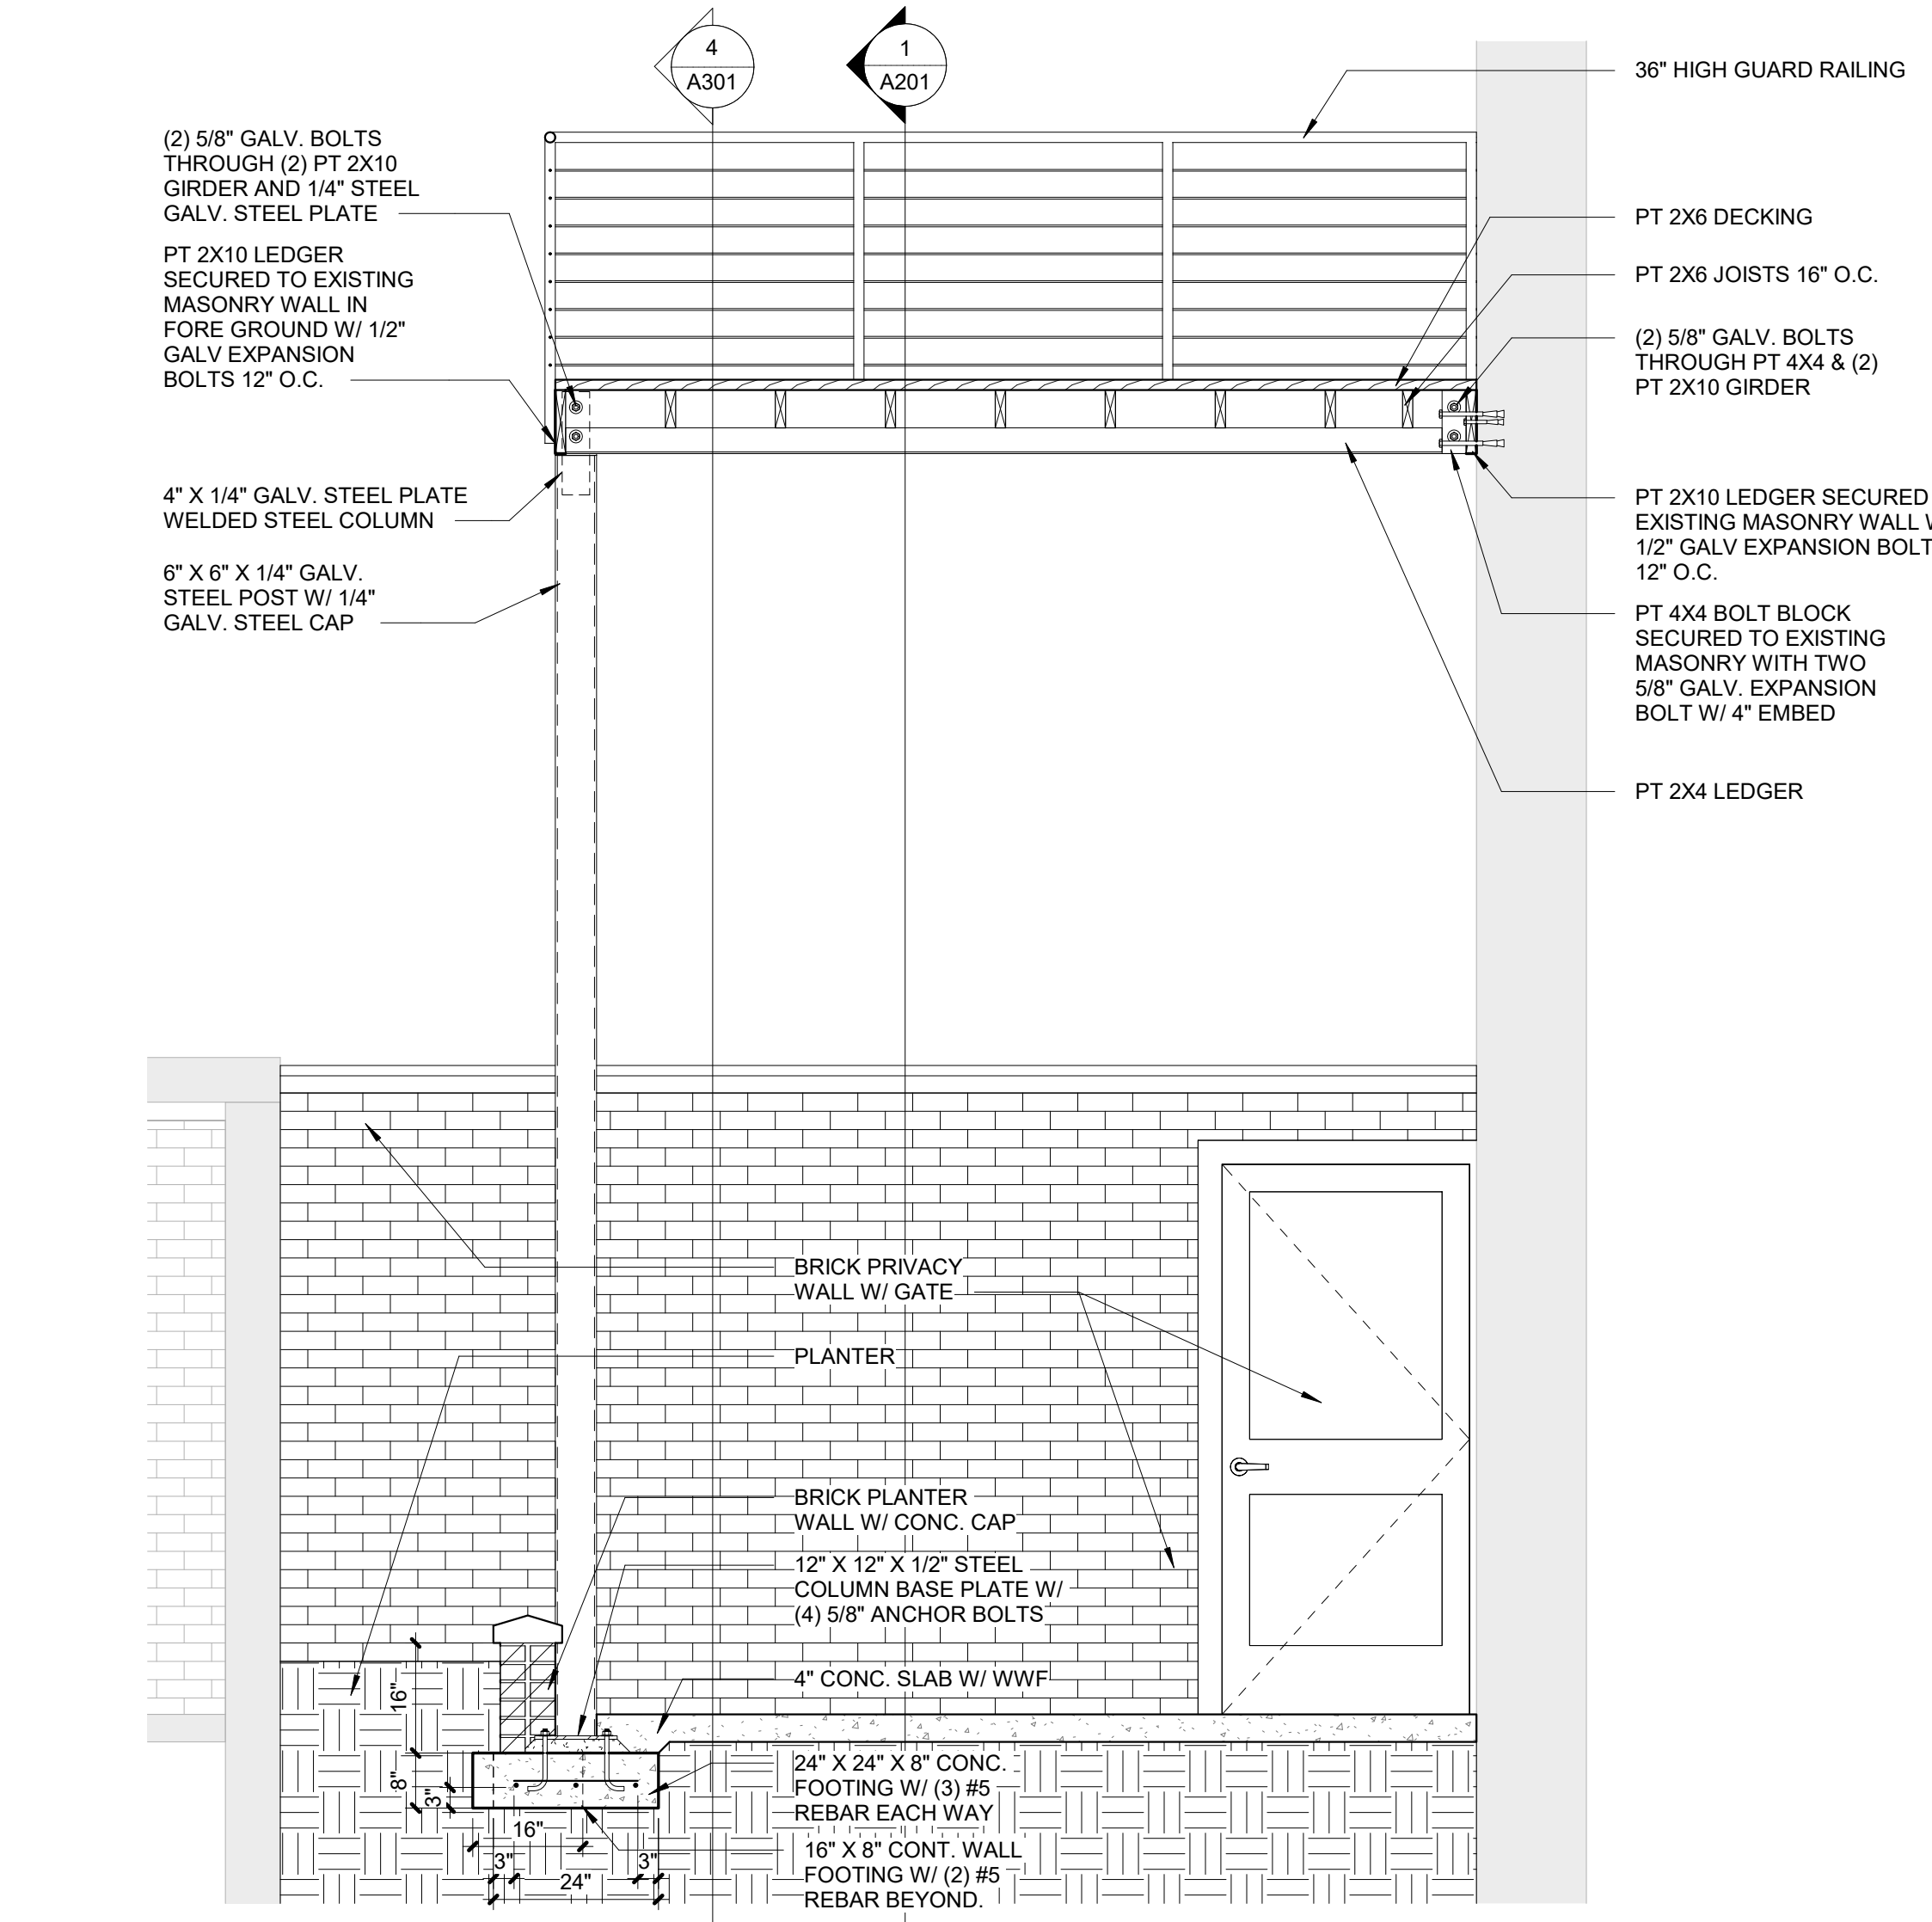 4
A301
1
A201
(2) 5/8" GALV. BOLTS
THROUGH (2) PT 2X10
GIRDER AND 1/4" STEEL
GALV. STEEL PLATE
PT 2X10 LEDGER
SECURED TO EXISTING
MASONRY WALL IN
FORE GROUND W/ 1/2"
GALV EXPANSION
BOLTS 12" O.C.
4" X 1/4" GALV. STEEL PLATE
WELDED STEEL COLUMN
6" X 6" X 1/4" GALV.
STEEL POST W/ 1/4"
GALV. STEEL CAP
36" HIGH GUARD RAILING
PT 2X6 DECKING
PT 2X6 JOISTS 16" O.C.
(2) 5/8" GALV. BOLTS
THROUGH PT 4X4 & (2)
PT 2X10 GIRDER
PT 2X10 LEDGER SECURED
EXISTING MASONRY WALL
1/2" GALV EXPANSION BOLT
12" O.C.
PT 4X4 BOLT BLOCK
SECURED TO EXISTING
MASONRY WITH TWO
5/8" GALV. EXPANSION
BOLT W/ 4" EMBED
PT 2X4 LEDGER
BRICK PRIVACY
WALL W/ GATE
PLANTER
BRICK PLANTER
WALL W/ CONC. CAP
12" X 12" X 1/2" STEEL
COLUMN BASE PLATE W/
(4) 5/8" ANCHOR BOLTS
4" CONC. SLAB W/ WWF
24" X 24" X 8" CONC.
FOOTING W/ (3) #5
REBAR EACH WAY
16" X 8" CONT. WALL
FOOTING W/ (2) #5
REBAR BEYOND.
16"
8"
3"
16"
3"
3"
24"